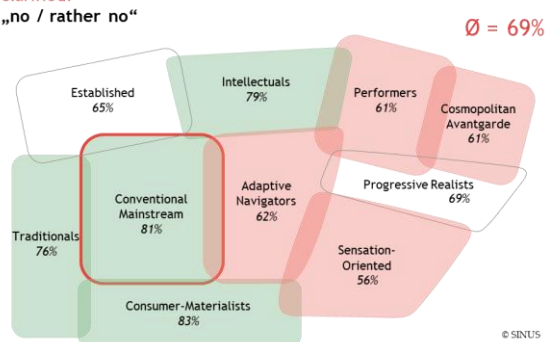 „no / rather no“
Ø = 69%
Established
65%
Intellectuals
79%
Performers
61%
Cosmopolitan
Avantgarde
61%
Traditionals
76%
Conventional
Mainstream
81%
Adaptive
Navigators
62%
Progressive Realists
69%
Sensation-
Oriented
56%
Consumer-Materialists
83%
© SINUS